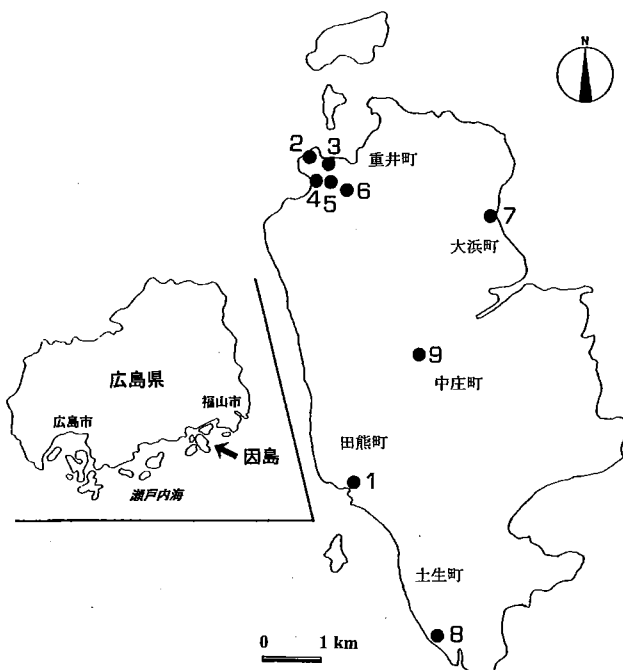 N
2
3
重井町
4
5
6
7
大浜町
9
中庄町
広島県
福山市
広島市
因島
瀬戸内海
田熊町
1
土生町
8
0 1 km